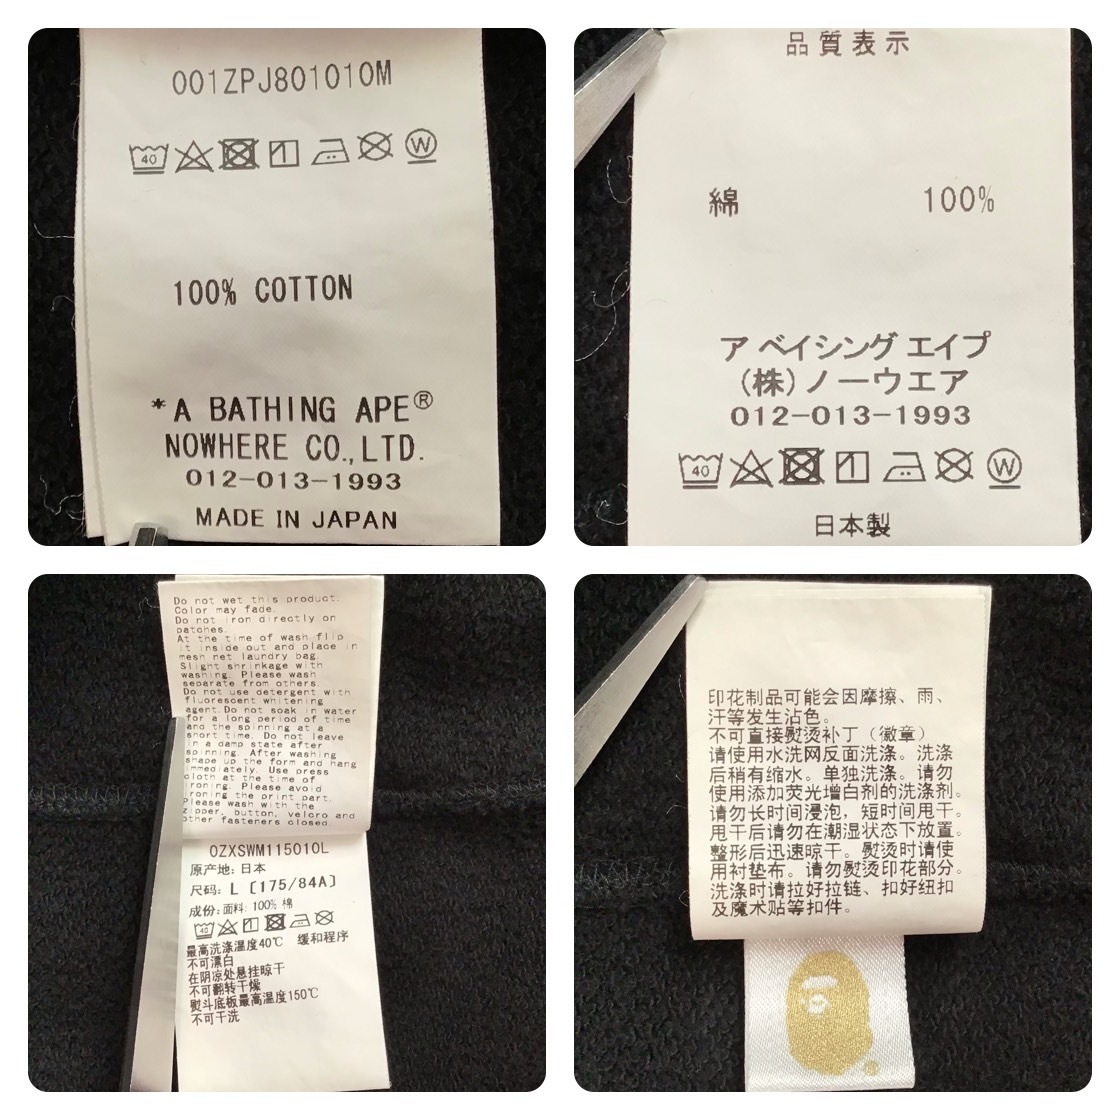 001ZPJ801010M
40
W
100% COTTON
*A BATHING APE®
NOWHERE CO.,LTD.
012-013-1993
MADE IN JAPAN
品質表示
綿 100%
ア ベイシング エイプ
(株)ノーウエア
012-013-1993
40
W
日本製
Do not wet this product.
Color may fade.
Do not iron directly on
patches.
At the time of wash flip
it inside out and place in
mesh net laundry bag.
Slight shrinkage with
washing. Please wash
separate from others.
Do not use detergent with
fluorescent whitening
agent.Do not soak in water
for a long period of time
and the spinning at a
short time. Do not leave
in a damp state after
spinning. After washing
shape up the form and hang
immediately. Use press
cloth at the time of
ironing. Please avoid
ironing the print part.
Please wash with the
zipper, button, velcro and
other fasteners closed.
OZXSWM115010L
原产地: 日本
尺码: L [175/84A]
成份: 面料: 100% 棉
40
最高洗涤温度40℃ 缓和程序
不可漂白
在阴凉处悬挂晾干
不可翻转干燥
熨斗底板最高温度150℃
不可干洗
印花制品可能会因摩擦、雨、
汗等发生沾色。
不可直接熨烫补丁（徽章）
请使用水洗网反面洗涤。洗涤
后稍有缩水。单独洗涤。请勿
使用添加荧光增白剂的洗涤剂。
请勿长时间浸泡，短时间甩干。
甩干后请勿在潮湿状态下放置。
整形后迅速晾干。熨烫时请使
用衬垫布。请勿熨烫印花部分。
洗涤时请拉好拉链、扣好纽扣
及魔术贴等扣件。
®